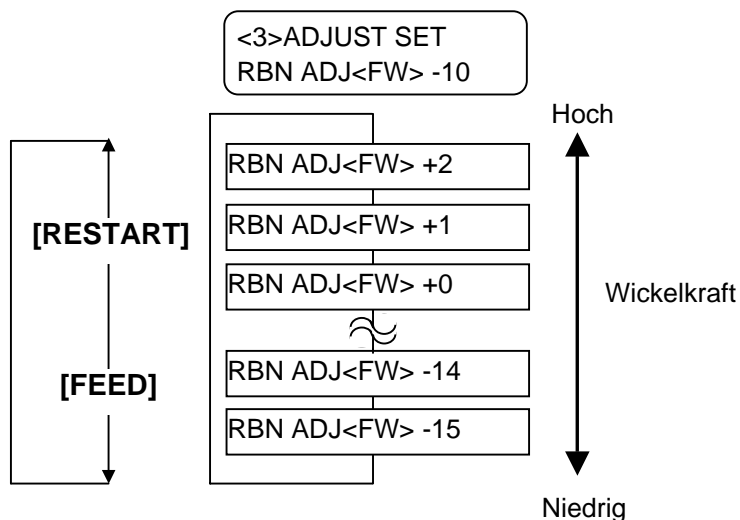 <3>ADJUST SET
RBN ADJ<FW> -10
Hoch
RBN ADJ<FW> +2
RBN ADJ<FW> +1
[RESTART]
RBN ADJ<FW> +0
Wickelkraft
RBN ADJ<FW> -14
[FEED]
RBN ADJ<FW> -15
Niedrig